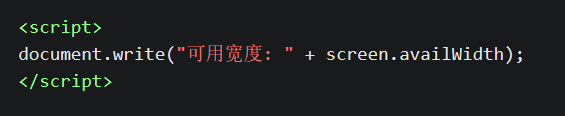 <script>
document.write("可用宽度: " + screen.availWidth);
</script>